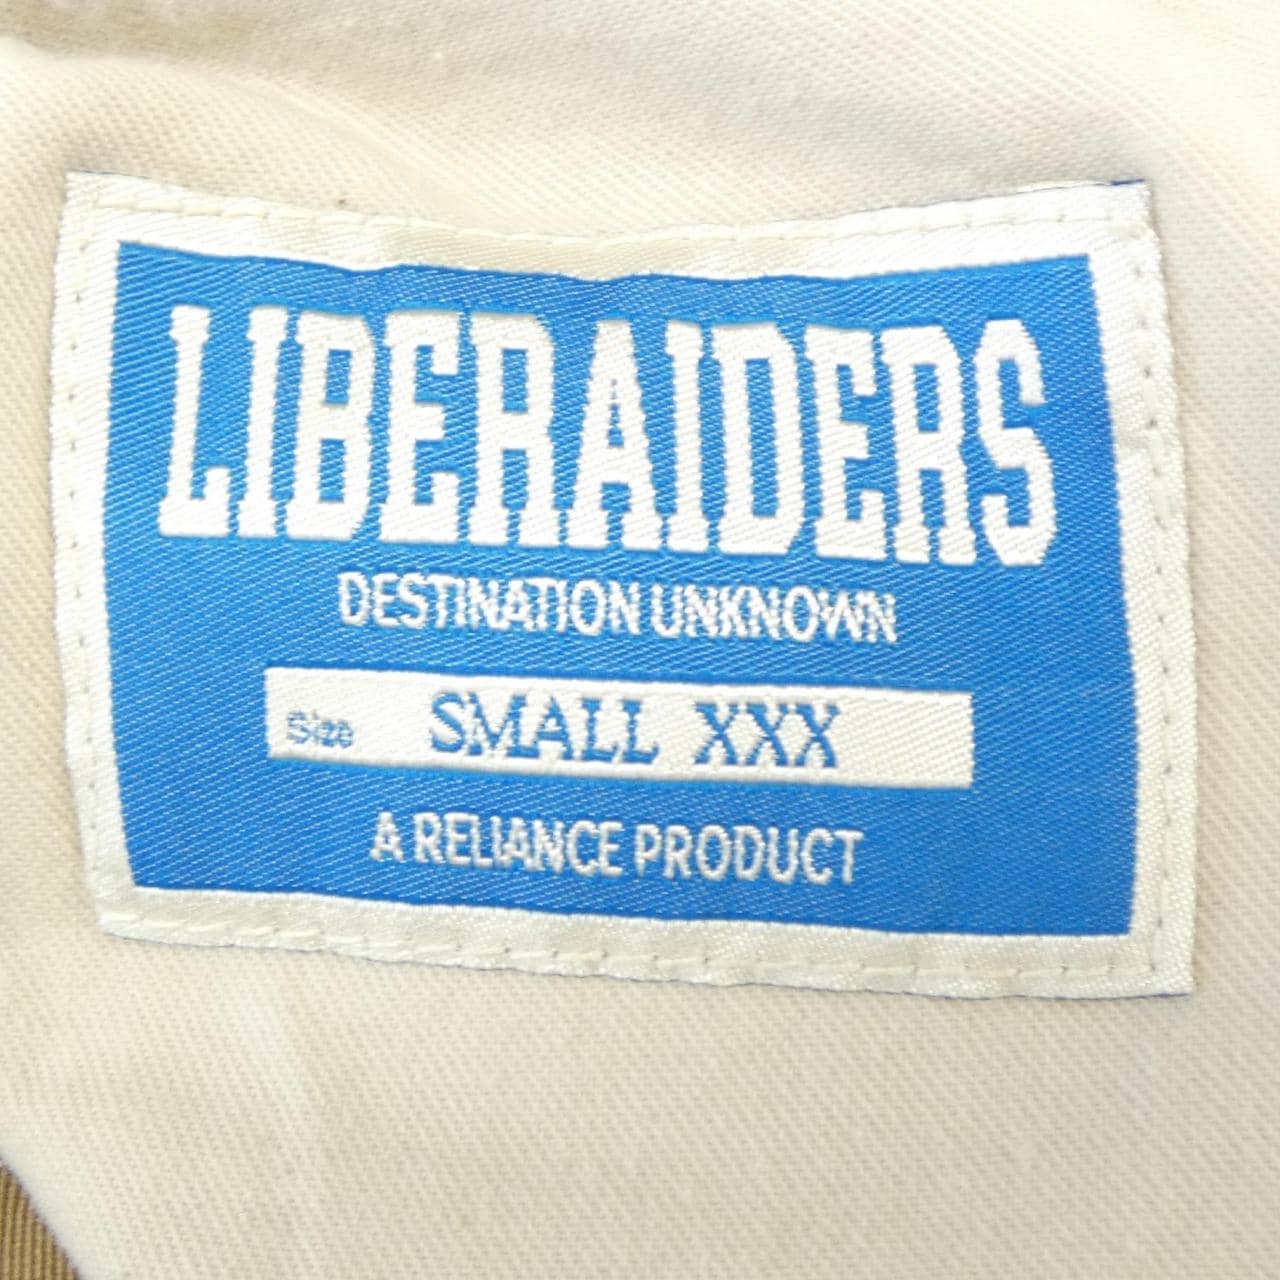 LIBERAIDERS
DESTINATION UNKNOWN
Size SMALL XXX
A RELIANCE PRODUCT